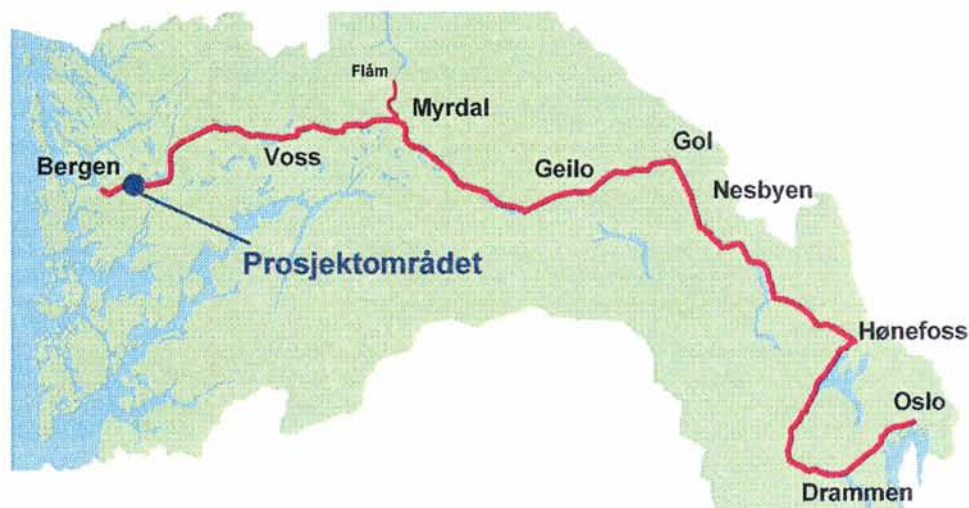 Flåm
Myrdal
Gol
Bergen
Voss
Geilo
Nesbyen
Prosjektområdet
Hønefoss
Oslo
Drammen